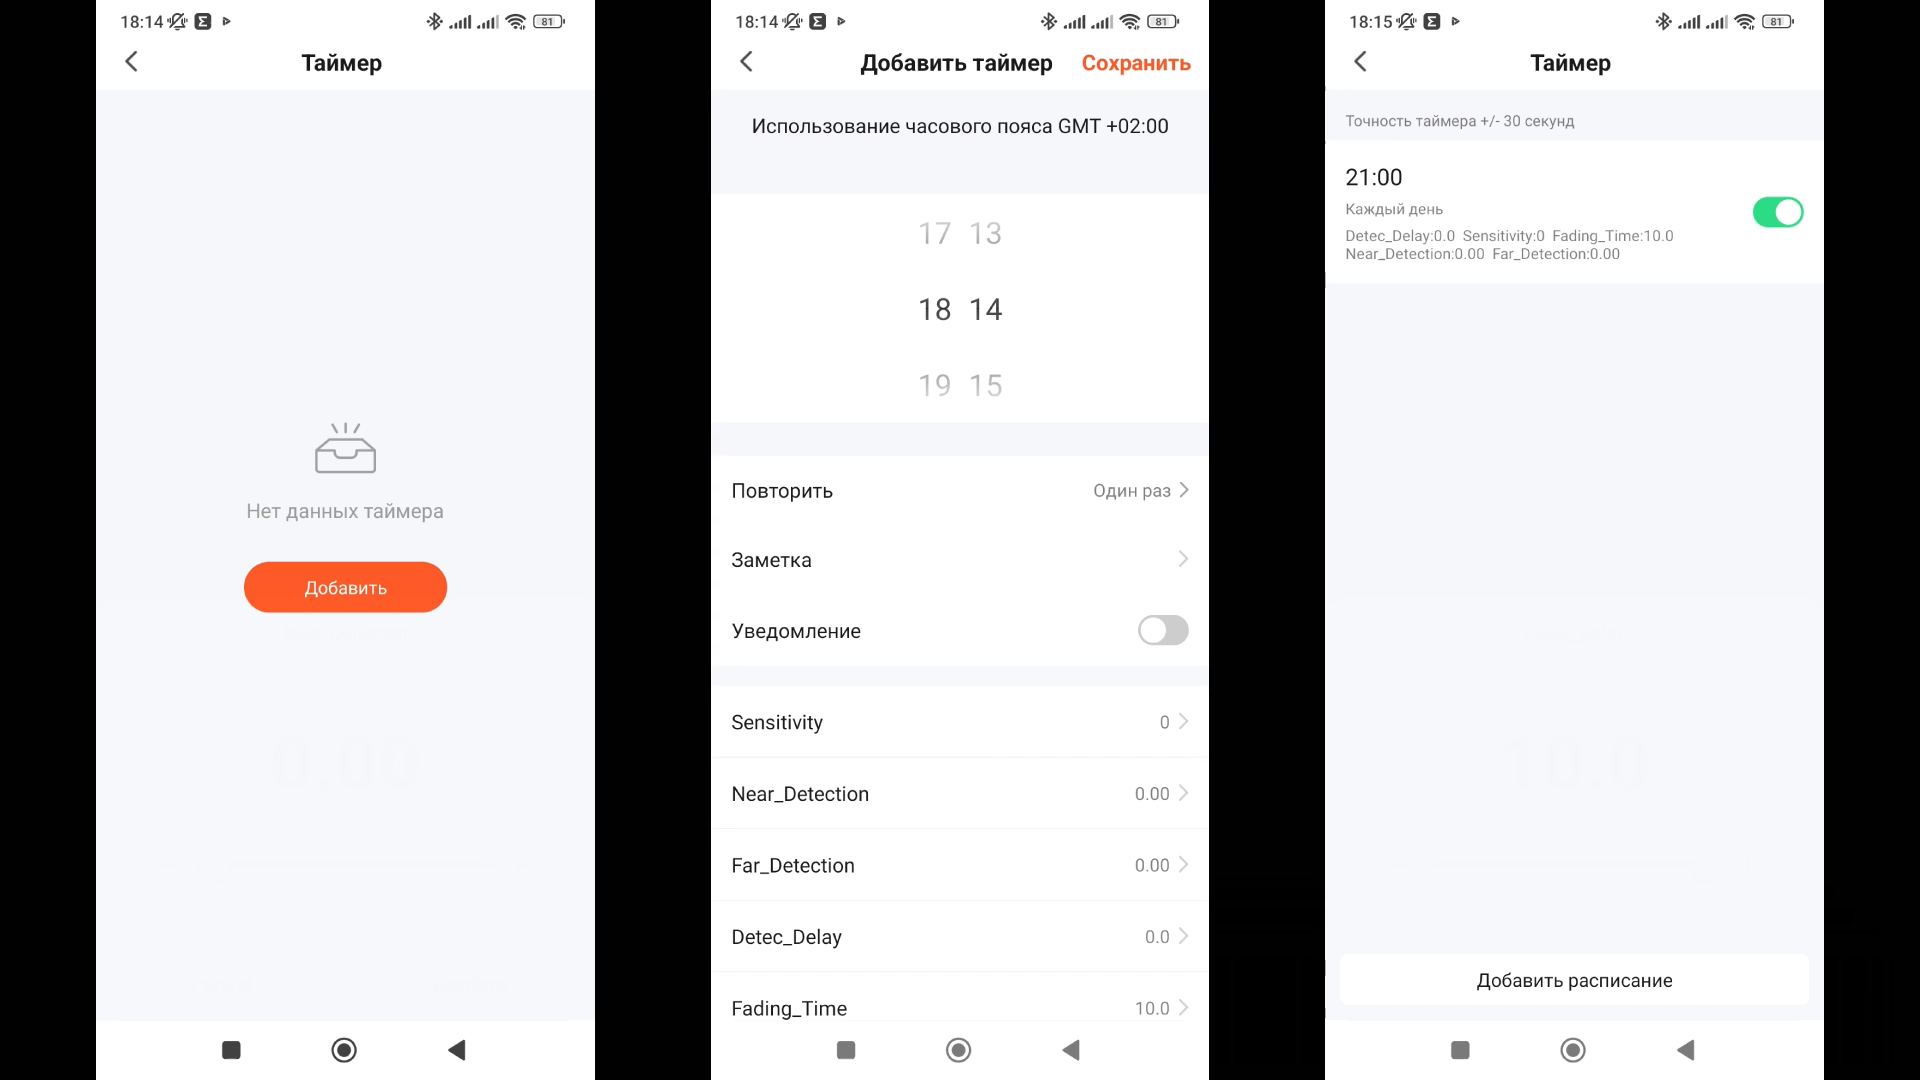 18:14
81
Таймер
Нет данных таймера
Добавить
18:14
81
Добавить таймер
Сохранить
Использование часового пояса GMT +02:00
17 13
18 14
19 15
Повторить
Один раз
Заметка
Уведомление
Sensitivity
0
Near_Detection
0.00
Far_Detection
0.00
Detec_Delay
0.0
Fading_Time
10.0
18:15
81
Таймер
Точность таймера +/- 30 секунд
21:00
Каждый день
Detec_Delay:0.0 Sensitivity:0 Fading_Time:10.0
Near_Detection:0.00 Far_Detection:0.00
Добавить расписание